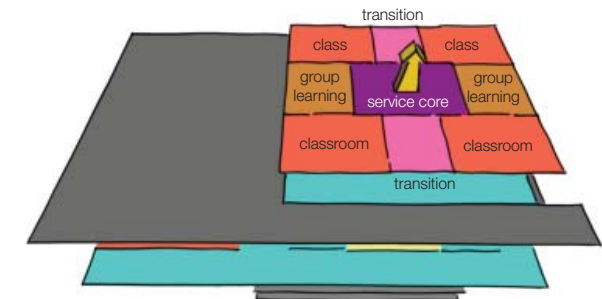 transition
class
class
group
learning
group
learning
service core
classroom
classroom
transition